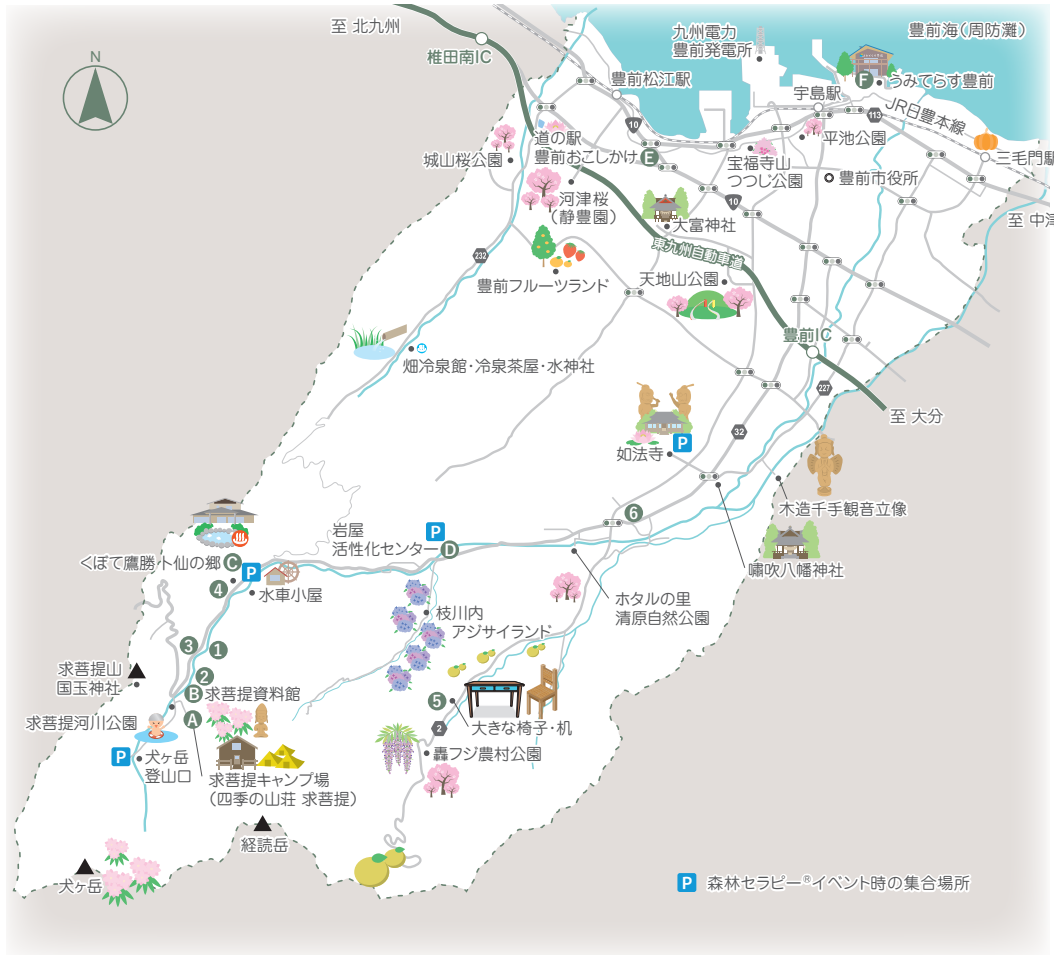 至 北九州
椎田南IC
九州電力
豊前発電所
豊前海（周防灘）
N
豊前松江駅
宇島駅
F
うみてらす豊前
10
113
JR日豊本線
平池公園
三毛門駅
城山桜公園
道の駅
豊前おこしかけ
E
宝福寺山
つつじ公園
豊前市役所
河津桜
（静豊園）
10
至 中津
大富神社
東九州自動車道
232
豊前フルーツランド
天地山公園
豊前IC
畑冷泉館・冷泉茶屋・水神社
227
至 大分
32
P
如法寺
木造千手観音立像
6
岩屋
活性化センター
P
D
嘯吹八幡神社
くぼて鷹勝・卜仙の郷
C
P
4
水車小屋
ホタルの里
清原自然公園
枝川内
アジサイランド
3
1
求菩提山
国玉神社
2
B
求菩提資料館
5
求菩提河川公園
A
2
大きな椅子・机
P
犬ヶ岳
登山口
轟フジ農村公園
求菩提キャンプ場
（四季の山荘 求菩提）
経読岳
犬ヶ岳
P
森林セラピー®イベント時の集合場所